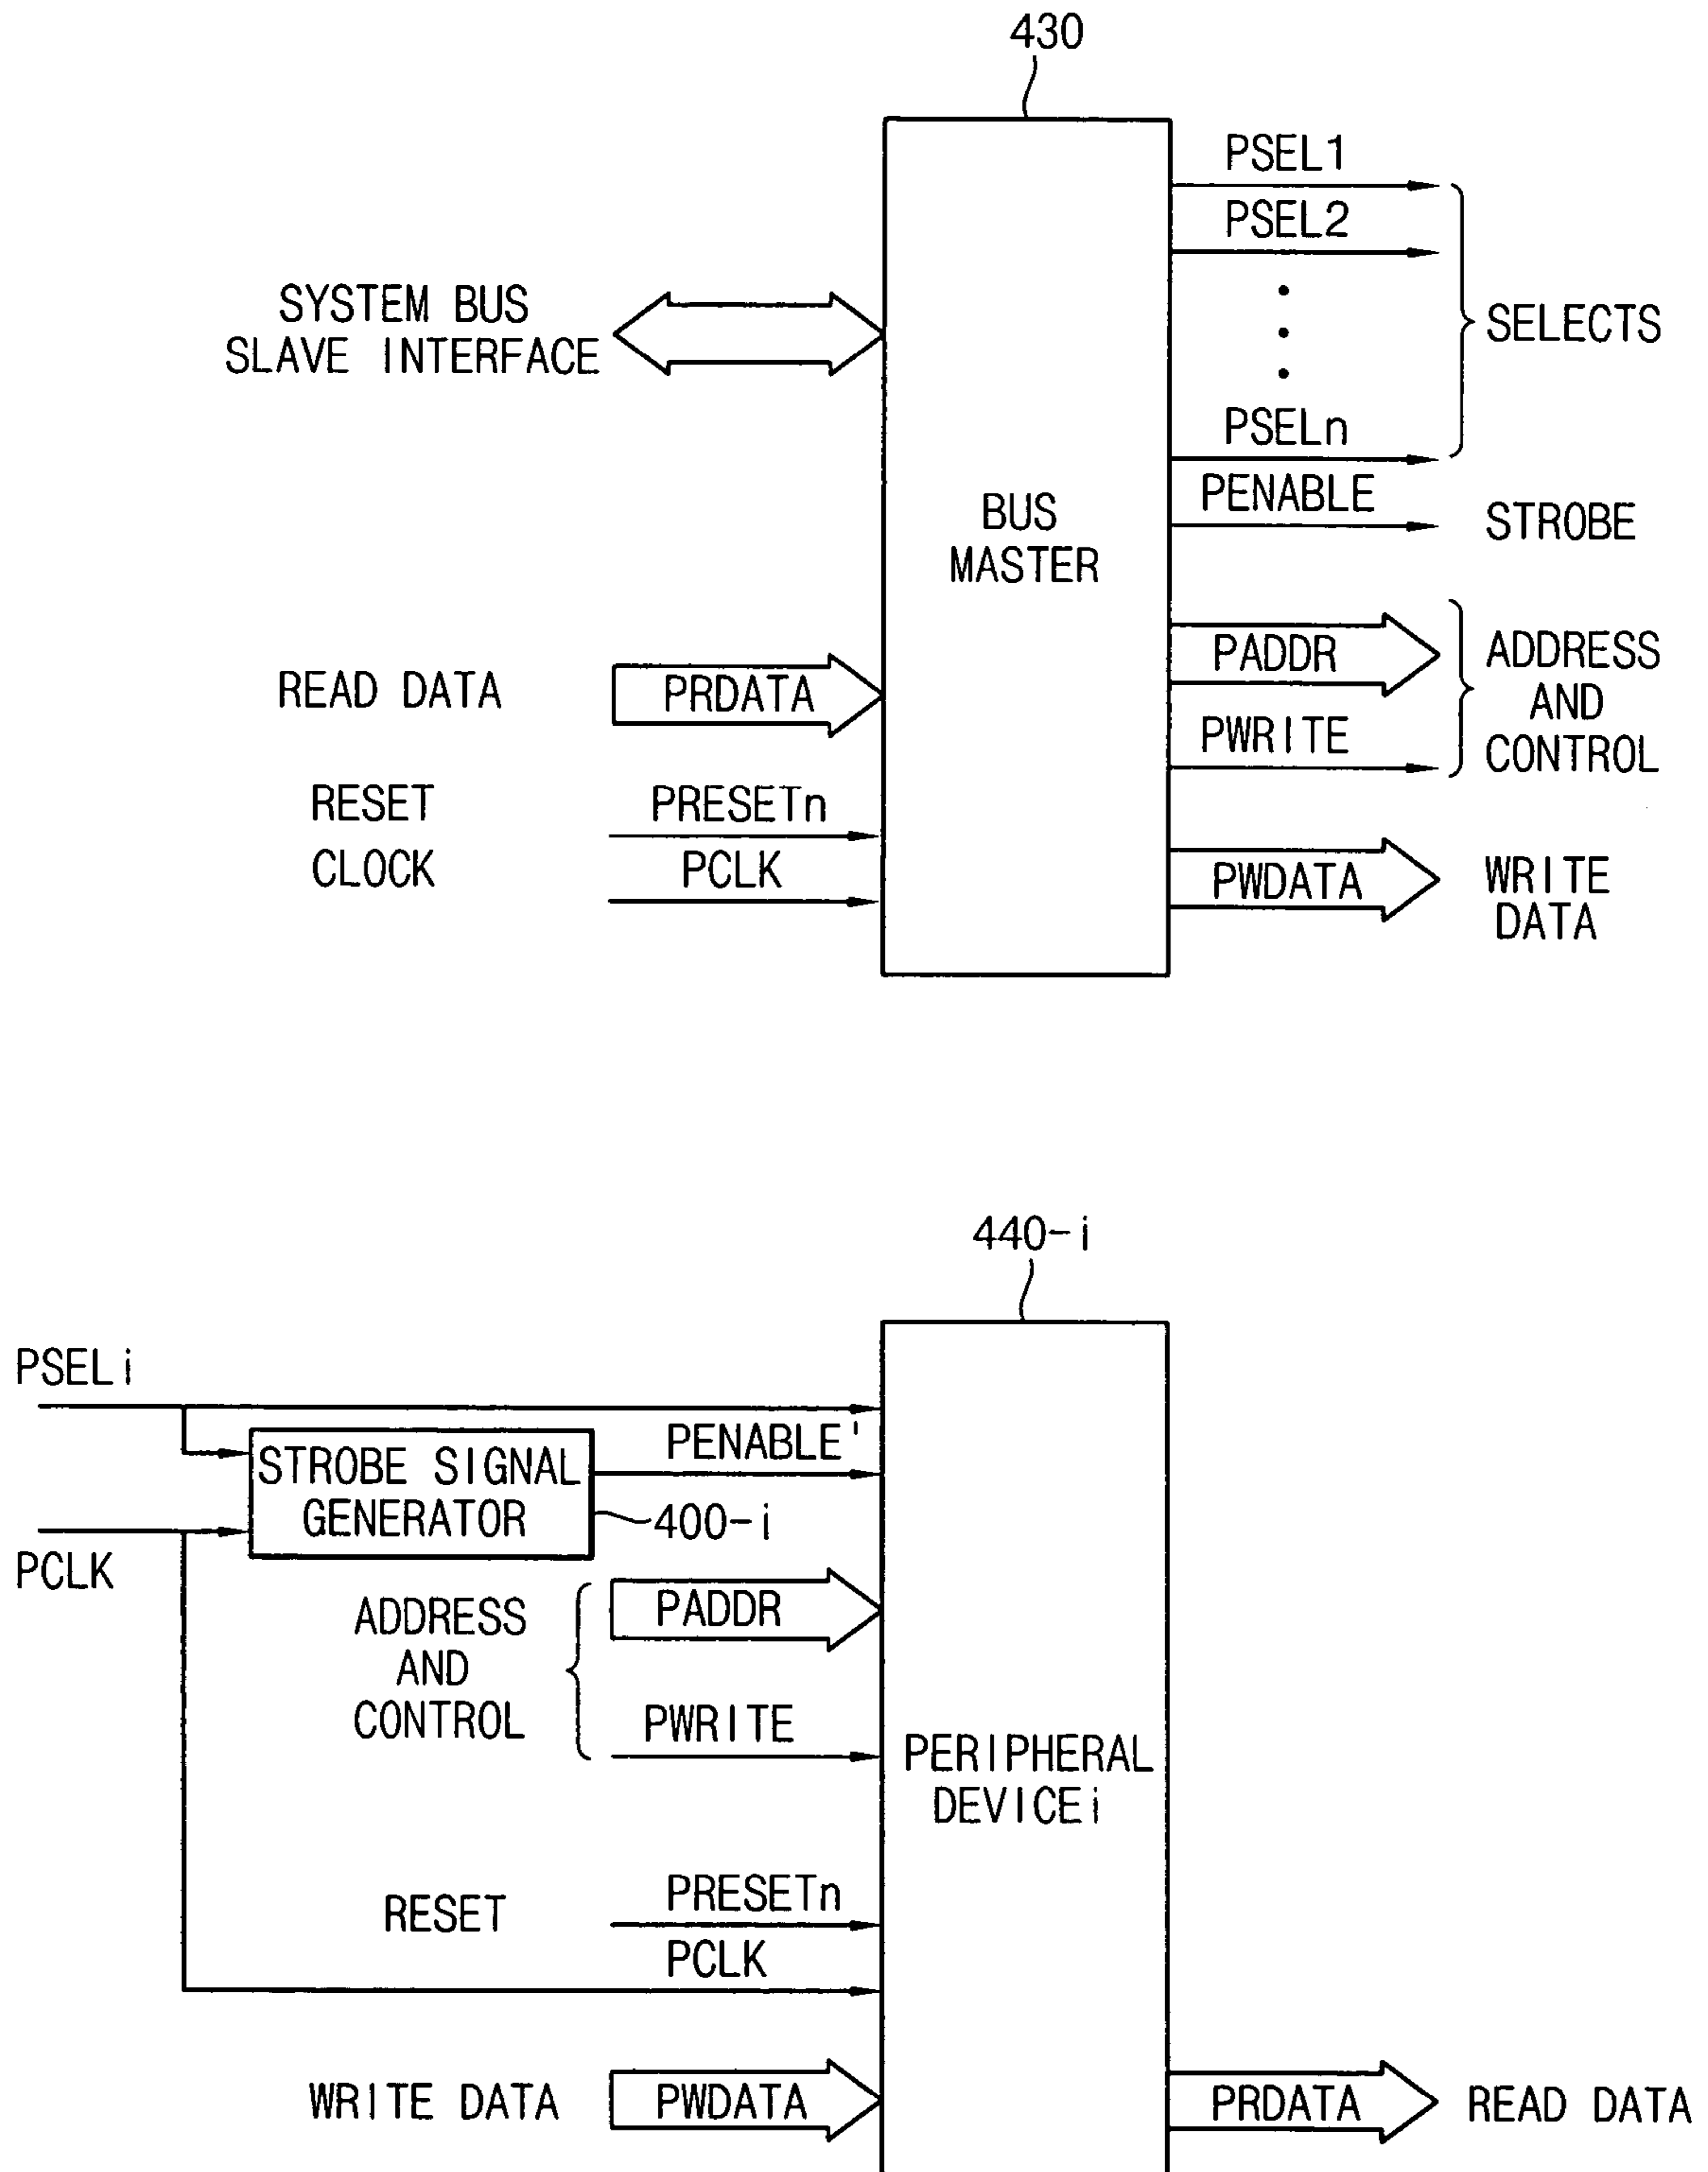 430
PSEL1
PSEL2
SYSTEM BUS
SLAVE INTERFACE
SELECTS
PSELn
PENABLE
STROBE
BUS
MASTER
READ DATA
PRDATA
PADDR
PWRITE
ADDRESS
AND
CONTROL
RESET
PRESETn
CLOCK
PCLK
PWDATA
WRITE
DATA
440-i
PSELi
PENABLE'
STROBE SIGNAL
GENERATOR
400-i
PCLK
ADDRESS
AND
CONTROL
PADDR
PWRITE
PERIPHERAL
DEVICEi
RESET
PRESETn
PCLK
WRITE DATA
PWDATA
PRDATA
READ DATA